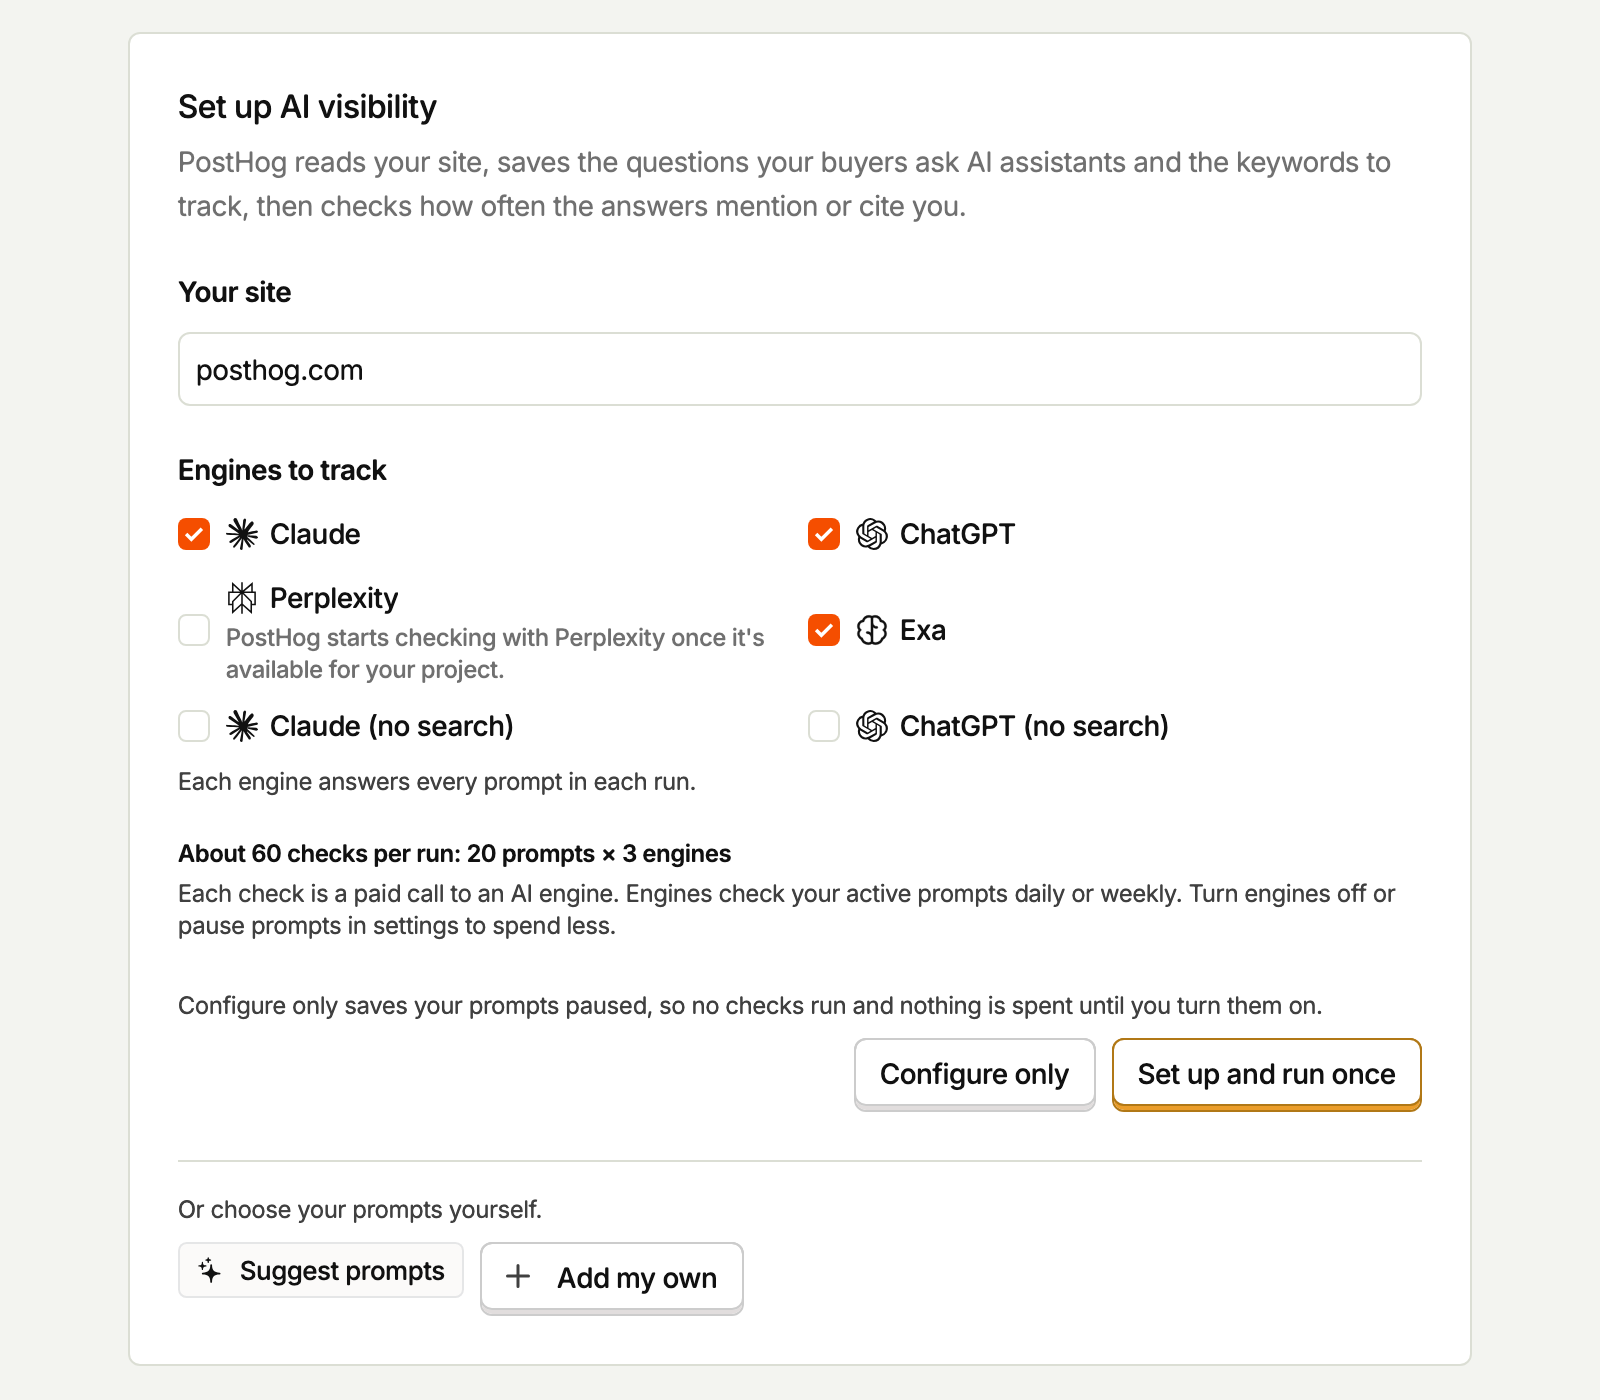 Set up AI visibility
PostHog reads your site, saves the questions your buyers ask AI assistants and the keywords to
track, then checks how often the answers mention or cite you.
Your site
posthog.com
Engines to track
Claude
ChatGPT
Perplexity
PostHog starts checking with Perplexity once it's
available for your project.
Exa
Claude (no search)
ChatGPT (no search)
Each engine answers every prompt in each run.
About 60 checks per run: 20 prompts × 3 engines
Each check is a paid call to an AI engine. Engines check your active prompts daily or weekly. Turn engines off or
pause prompts in settings to spend less.
Configure only saves your prompts paused, so no checks run and nothing is spent until you turn them on.
Configure only
Set up and run once
Or choose your prompts yourself.
Suggest prompts
Add my own